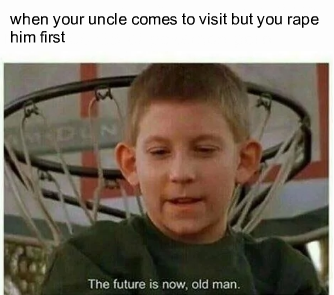 when your uncle comes to visit but you rape
him first
The future is now, old man.